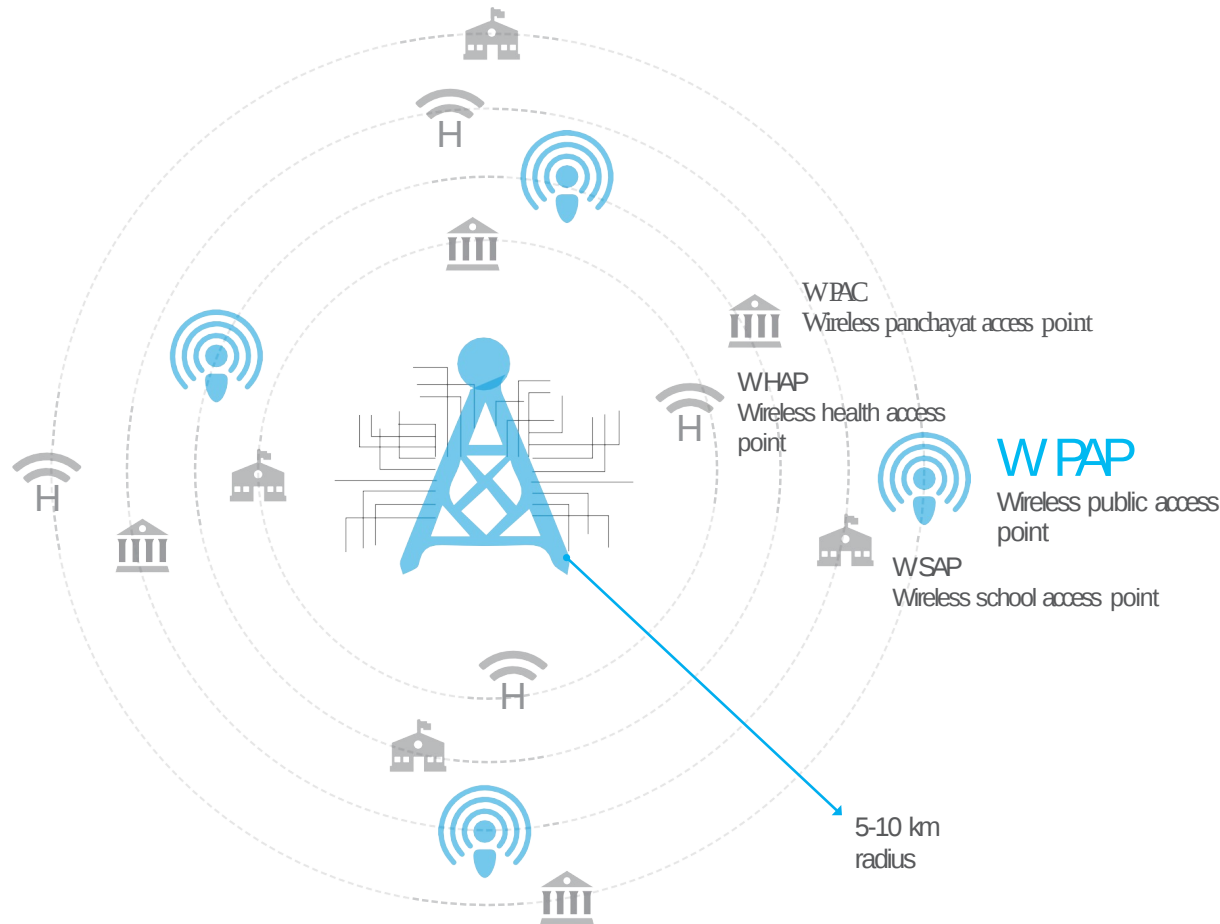 H
WPAC
Wireless panchayat access point
WHAP
Wireless health access
point
H
WPAP
Wireless public access
point
H
WSAP
Wireless school access point
H
5-10 km
radius